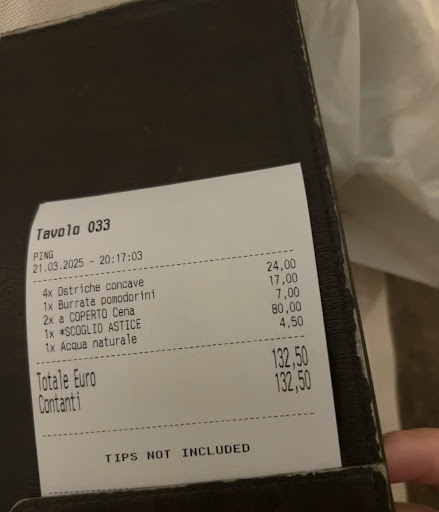 Tavolo 033
PING
21.03.2025 - 20:17:03
4x Ostriche concave 24,00
1x Burrata pomodorini 17,00
2x a COPERTO Cena 7,00
1x *SCOGLIO ASTICE 80,00
1x Acqua naturale 4,50
Totale Euro 132,50
Contanti 132,50
TIPS NOT INCLUDED